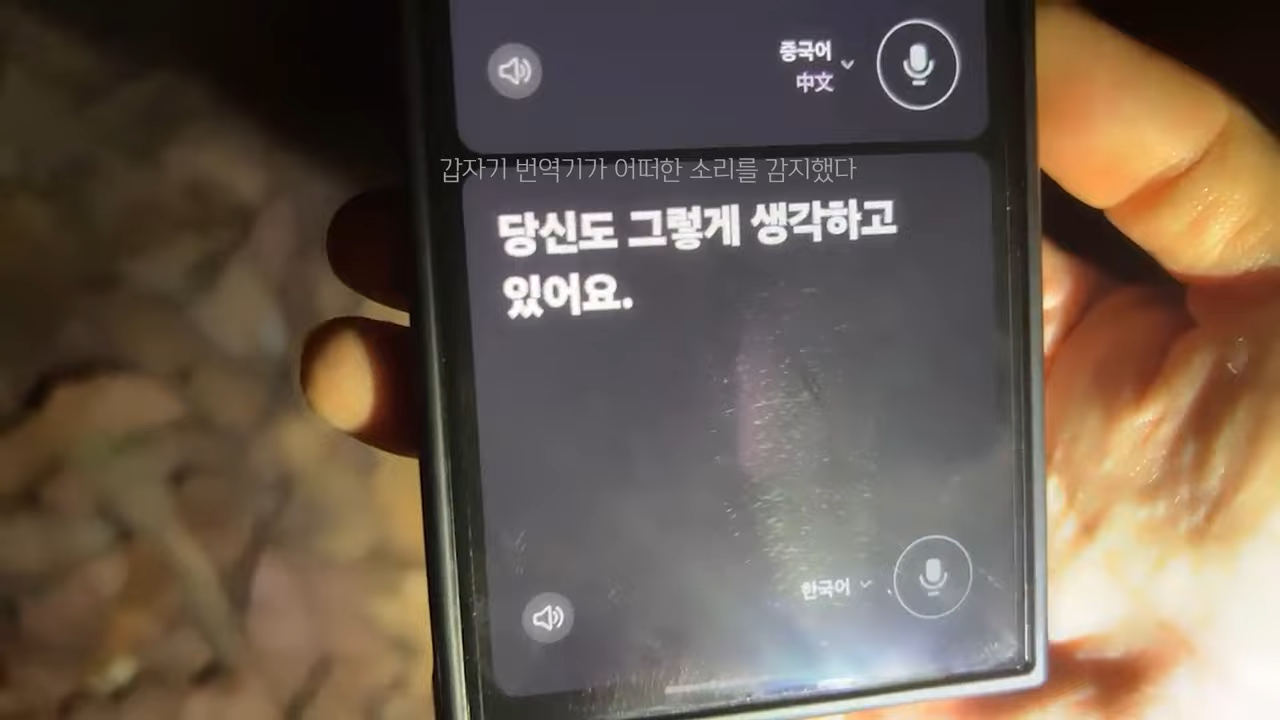 중국어
中文
갑자기 번역기가 어떠한 소리를 감지했다
당신도 그렇게 생각하고
있어요.
한국어